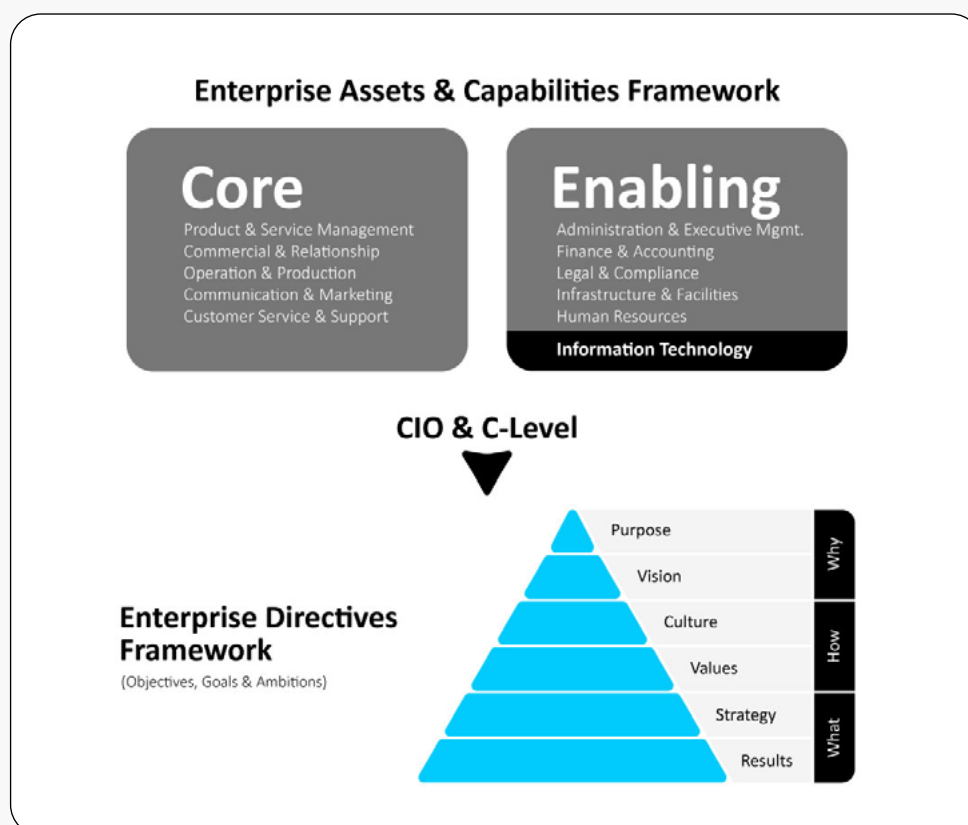 Enterprise Assets & Capabilities Framework
Core
Product & Service Management
Commercial & Relationship
Operation & Production
Communication & Marketing
Customer Service & Support
Enabling
Administration & Executive Mgmt.
Finance & Accounting
Legal & Compliance
Infrastructure & Facilities
Human Resources
Information Technology
CIO & C-Level
Enterprise Directives
Framework
(Objectives, Goals & Ambitions)
Purpose
Vision
Culture
Values
Strategy
Results
Why
How
What